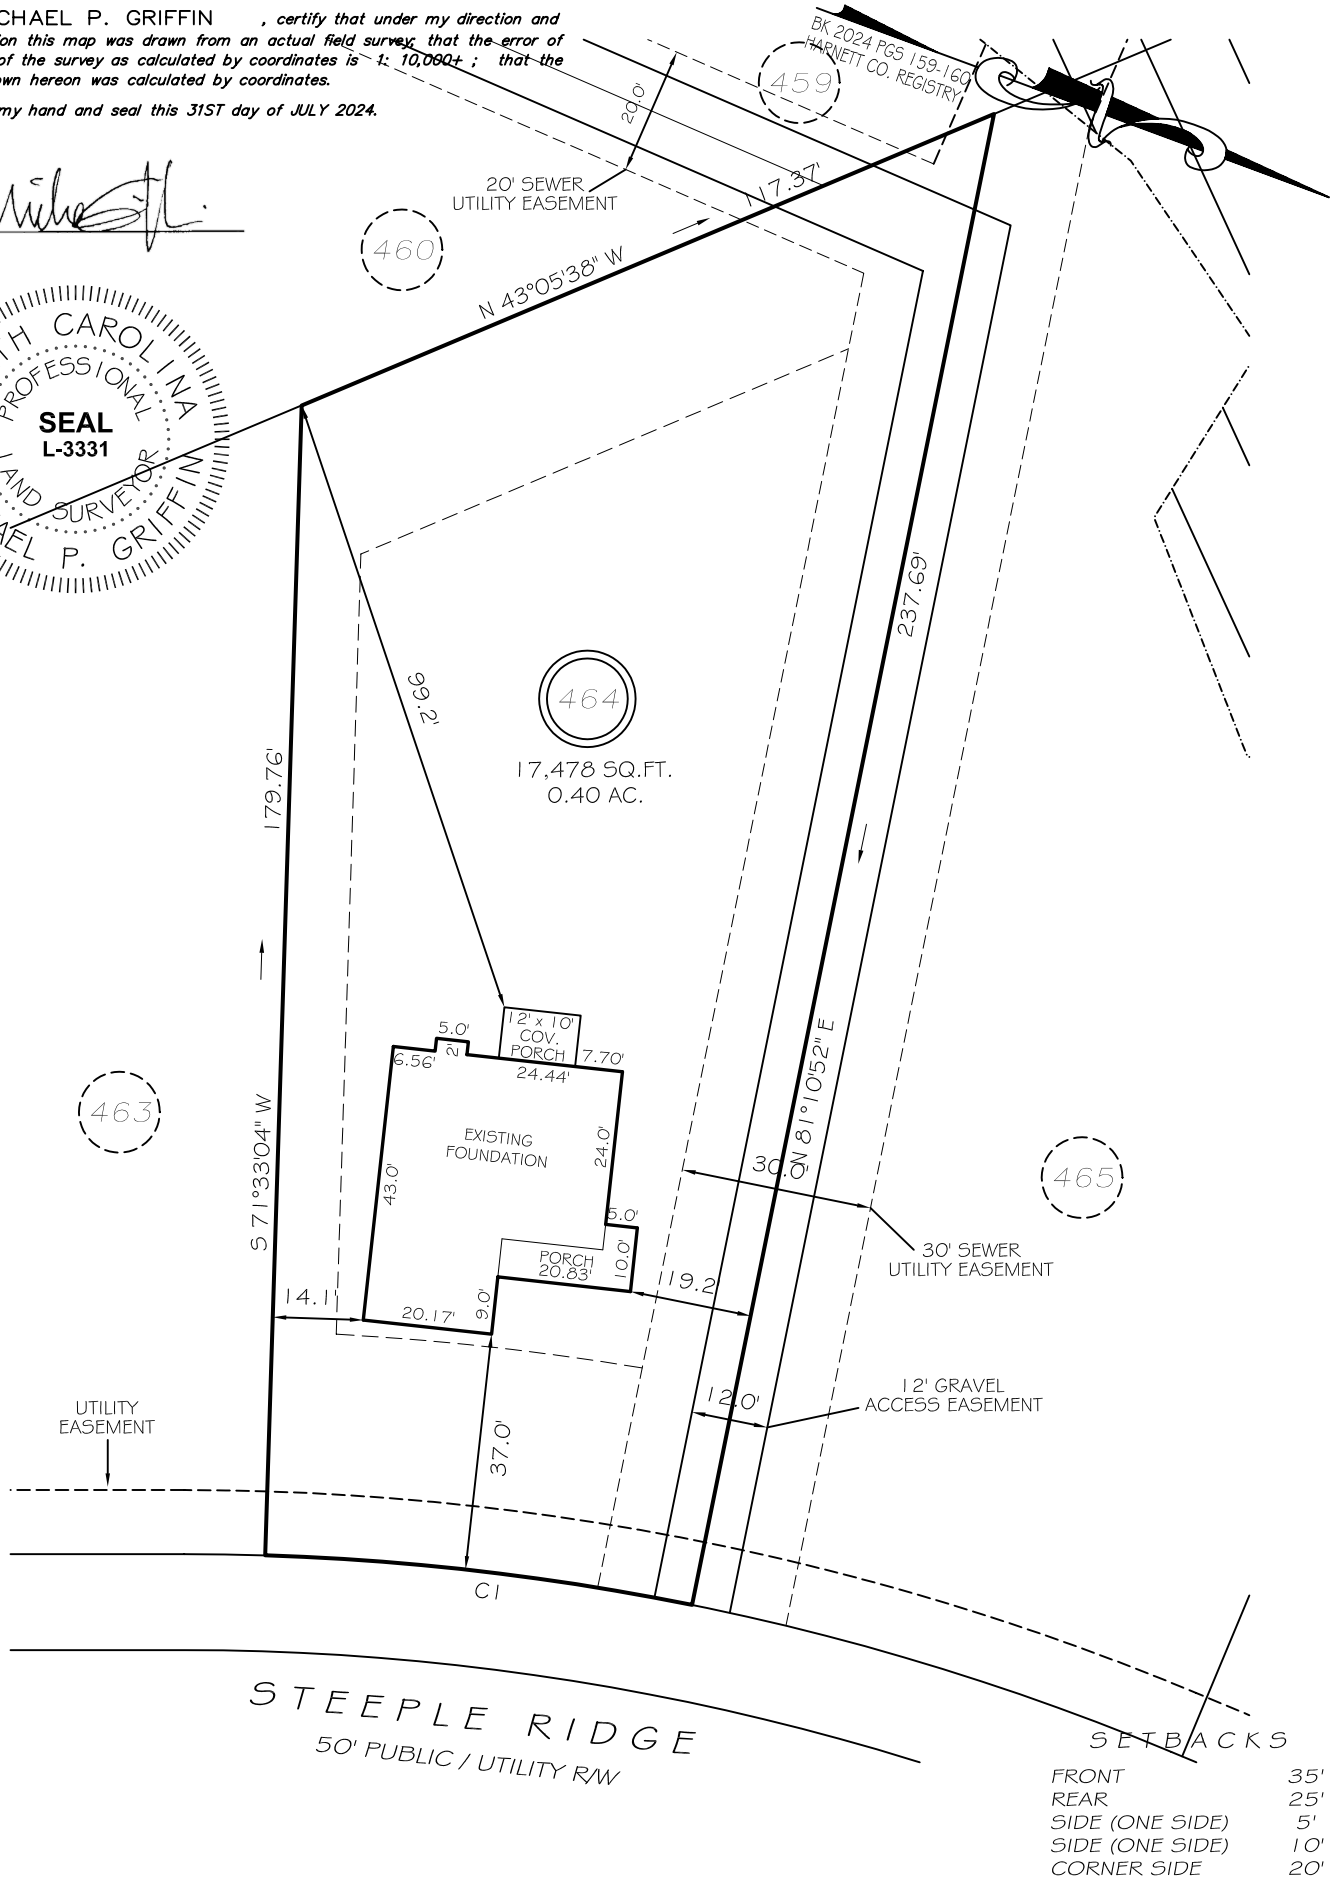 CHAEL P. GRIFFIN , certify that under my direction and
on this map was drawn from an actual field survey; that the error of
of the survey as calculated by coordinates is 1: 10,000+ ; that the
wn hereon was calculated by coordinates.
my hand and seal this 31ST day of JULY 2024.
BK 2024 PGS 159-160
HARNETT CO. REGISTRY
459
20.0'
17.37'
20' SEWER
UTILITY EASEMENT
460
N 43°05'38" W
TH CAROLINA
PROFESSIONAL
SEAL
L-3331
LAND SURVEYOR
AEL P. GRIFFIN
237.69'
99.2'
464
17,478 SQ.FT.
0.40 AC.
179.76'
12' x 10'
COV.
PORCH
5.0'
2'
6.56'
7.70'
24.44'
N 81°10'52" E
463
S 71°33'04" W
EXISTING
FOUNDATION
24.0'
43.0'
30.0'
465
5.0'
10.0'
PORCH
20.83'
30' SEWER
UTILITY EASEMENT
14.1'
19.2'
20.17'
9.0'
12' GRAVEL
ACCESS EASEMENT
12.0'
UTILITY
EASEMENT
37.0'
C1
STEEPLE RIDGE
50' PUBLIC / UTILITY R/W
SETBACKS
FRONT 35'
REAR 25'
SIDE (ONE SIDE) 5'
SIDE (ONE SIDE) 10'
CORNER SIDE 20'